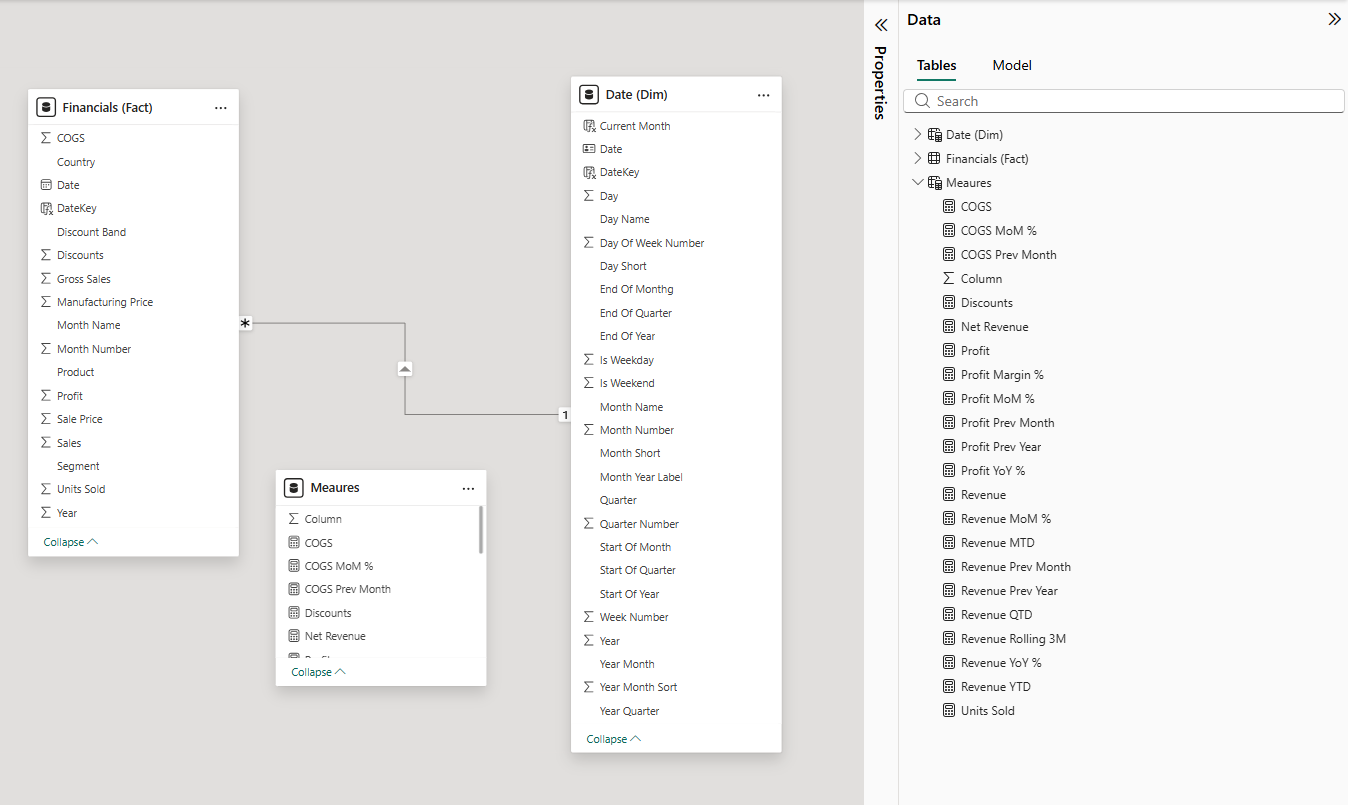 Financials (Fact)
COGS
Country
Date
DateKey
Discount Band
Discounts
Gross Sales
Manufacturing Price
Month Name
Month Number
Product
Profit
Sale Price
Sales
Segment
Units Sold
Year
Collapse
*
1
Meaures
Column
COGS
COGS MoM %
COGS Prev Month
Discounts
Net Revenue
Collapse
Date (Dim)
Current Month
Date
DateKey
Day
Day Name
Day Of Week Number
Day Short
End Of Monthg
End Of Quarter
End Of Year
Is Weekday
Is Weekend
Month Name
Month Number
Month Short
Month Year Label
Quarter
Quarter Number
Start Of Month
Start Of Quarter
Start Of Year
Week Number
Year
Year Month
Year Month Sort
Year Quarter
Collapse
Properties
Data
Tables Model
Search
Date (Dim)
Financials (Fact)
Meaures
COGS
COGS MoM %
COGS Prev Month
Column
Discounts
Net Revenue
Profit
Profit Margin %
Profit MoM %
Profit Prev Month
Profit Prev Year
Profit YoY %
Revenue
Revenue MoM %
Revenue MTD
Revenue Prev Month
Revenue Prev Year
Revenue QTD
Revenue Rolling 3M
Revenue YoY %
Revenue YTD
Units Sold